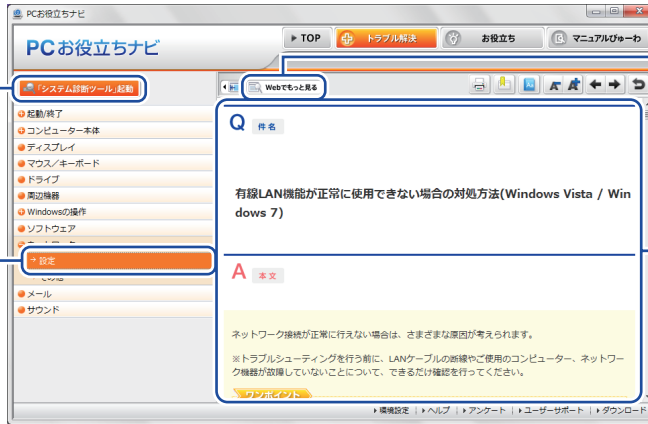 PCお役立ちナビ
PCお役立ちナビ
TOP
トラブル解決
お役立ち
マニュアルびゅーわ
「システム診断ツール」起動
Webでもっと見る
起動/終了
コンピューター本体
ディスプレイ
マウス/キーボード
ドライブ
周辺機器
Windowsの操作
ソフトウェア
設定
メール
サウンド
Q 件名
有線LAN機能が正常に使用できない場合の対処方法(Windows Vista / Win
dows 7)
A 本文
ネットワーク接続が正常に行えない場合は、さまざまな原因が考えられます。
※トラブルシューティングを行う前に、LANケーブルの断線やご使用のコンピューター、ネットワー
ク機器が故障していないことについて、できるだけ確認を行ってください。
ワンポイント
環境設定 | ヘルプ | アンケート | ユーザーサポート | ダウンロード